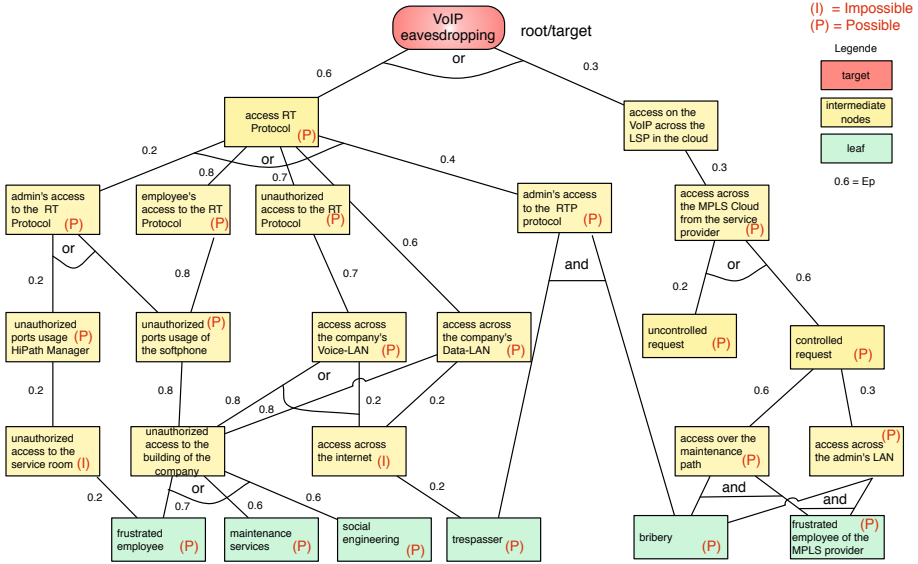 (I) = Impossible
(P) = Possible
VoIP
eavesdropping
root/target
or
Legende
target
intermediate
nodes
leaf
0.6 = Ep
0.6
0.3
access RT
Protocol
(P)
access on the
VoIP across the
LSP in the cloud
0.2
or
0.8
0.7
0.4
0.3
admin's access
to the RT
Protocol
(P)
employee's
access to the RT
Protocol
(P)
unauthorized
access to the RT
Protocol
(P)
admin's access
to the RTP
protocol
(P)
access across
the MPLS Cloud
from the service
provider
(P)
or
0.6
and
or
0.2
0.8
0.7
0.2
0.6
unauthorized
ports usage
HiPath Manager
(P)
unauthorized
ports usage of
the softphone
(P)
access across
the company's
Voice-LAN
(P)
access across
the company's
Data-LAN
(P)
uncontrolled
request
(P)
controlled
request
(P)
or
0.2
0.8
0.8
0.8
0.2
0.2
0.6
0.3
unauthorized
access to the
service room
(I)
unauthorized
access to the
building of the
company
access across
the internet
(I)
access over the
maintenance
path
(P)
access across
the admin's LAN
(P)
or
and
and
0.2
0.7
0.6
0.6
0.2
frustrated
employee
(P)
maintenance
services
(P)
social
engineering
(P)
trespasser
(P)
bribery
(P)
frustrated
employee of the
MPLS provider
(P)